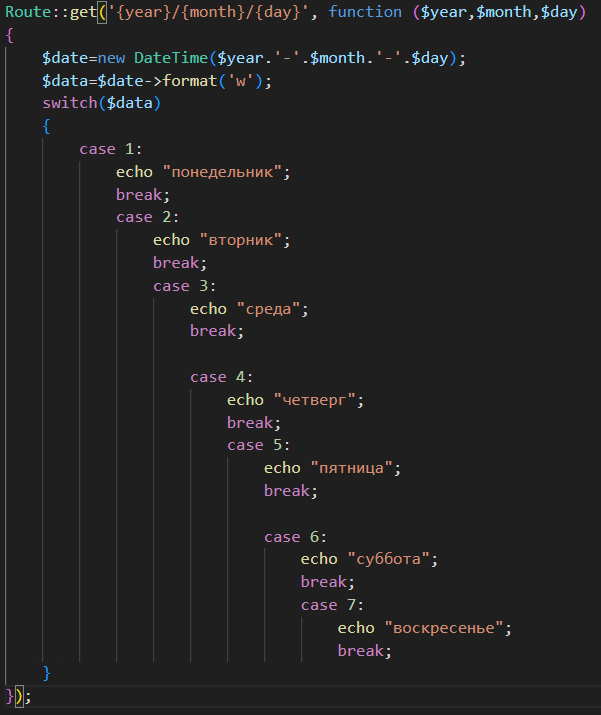 Route::get('{year}/{month}/{day}', function ($year,$month,$day)
{
    $date=new DateTime($year.'-'.$month.'-'.$day);
    $data=$date->format('w');
    switch($data)
    {
        case 1:
            echo "понедельник";
            break;
            case 2:
                echo "вторник";
                break;
                case 3:
                    echo "среда";
                    break;

                    case 4:
                        echo "четверг";
                        break;
                        case 5:
                            echo "пятница";
                            break;

                            case 6:
                                echo "суббота";
                                break;
                                case 7:
                                    echo "воскресенье";
                                    break;
    }
});